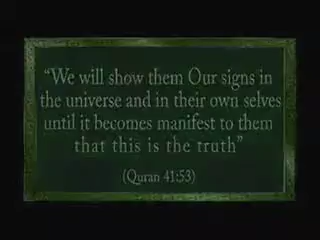 “We will show them Our signs in
the universe and in their own selves
until it becomes manifest to them
that this is the truth”
(Quran 41:53)